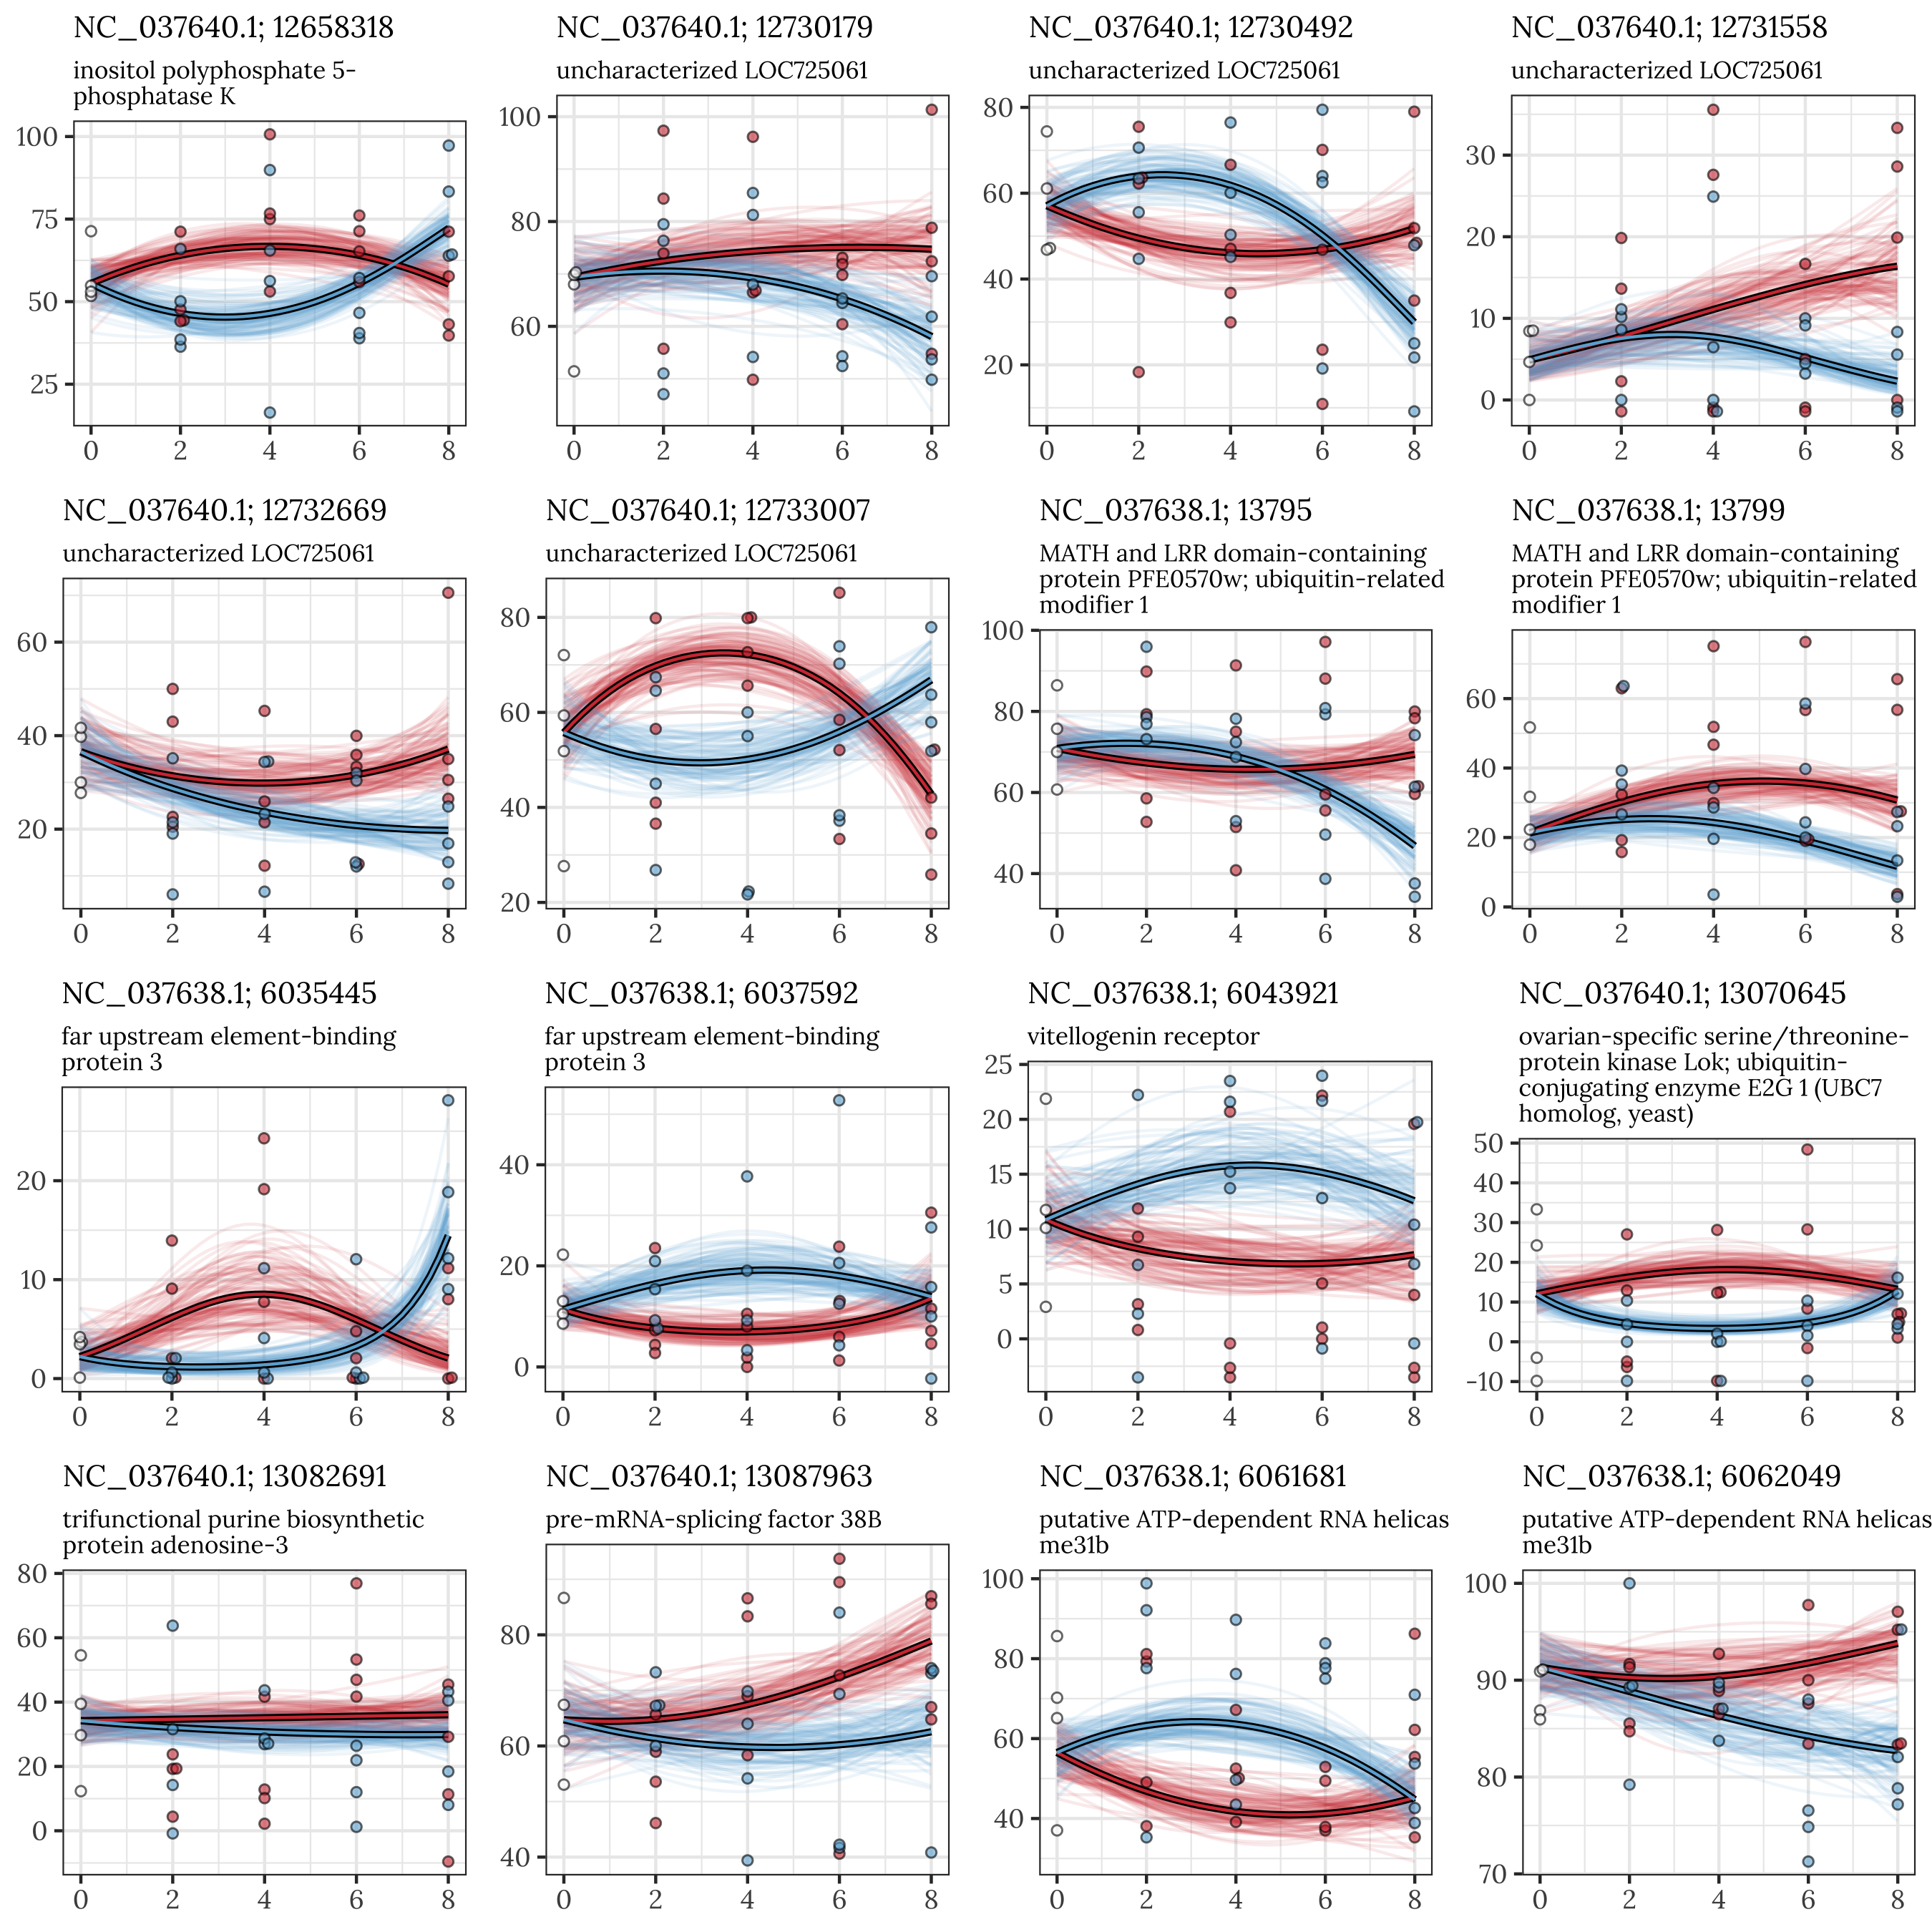 NC_037640.1; 12658318
inositol polyphosphate 5-
phosphatase K
100
75
50
25
0 2 4 6 8
NC_037640.1; 12730179
uncharacterized LOC725061
100
80
60
0 2 4 6 8
NC_037640.1; 12730492
uncharacterized LOC725061
80
60
40
20
0 2 4 6 8
NC_037640.1; 12731558
uncharacterized LOC725061
30
20
10
0
0 2 4 6 8
NC_037640.1; 12732669
uncharacterized LOC725061
60
40
20
0 2 4 6 8
NC_037640.1; 12733007
uncharacterized LOC725061
80
60
40
20
0 2 4 6 8
NC_037638.1; 13795
MATH and LRR domain-containing
protein PFE0570w; ubiquitin-related
modifier 1
100
80
60
40
0 2 4 6 8
NC_037638.1; 13799
MATH and LRR domain-containing
protein PFE0570w; ubiquitin-related
modifier 1
60
40
20
0
0 2 4 6 8
NC_037638.1; 6035445
far upstream element-binding
protein 3
20
10
0
0 2 4 6 8
NC_037638.1; 6037592
far upstream element-binding
protein 3
40
20
0
0 2 4 6 8
NC_037638.1; 6043921
vitellogenin receptor
25
20
15
10
5
0
0 2 4 6 8
NC_037640.1; 13070645
ovarian-specific serine/threonine-
protein kinase Lok; ubiquitin-
conjugating enzyme E2G 1 (UBC7
homolog, yeast)
50
40
30
20
10
0
-10
0 2 4 6 8
NC_037640.1; 13082691
trifunctional purine biosynthetic
protein adenosine-3
80
60
40
20
0
0 2 4 6 8
NC_037640.1; 13087963
pre-mRNA-splicing factor 38B
80
60
40
0 2 4 6 8
NC_037638.1; 6061681
putative ATP-dependent RNA helicas
me31b
100
80
60
40
0 2 4 6 8
NC_037638.1; 6062049
putative ATP-dependent RNA helicas
me31b
100
90
80
70
0 2 4 6 8